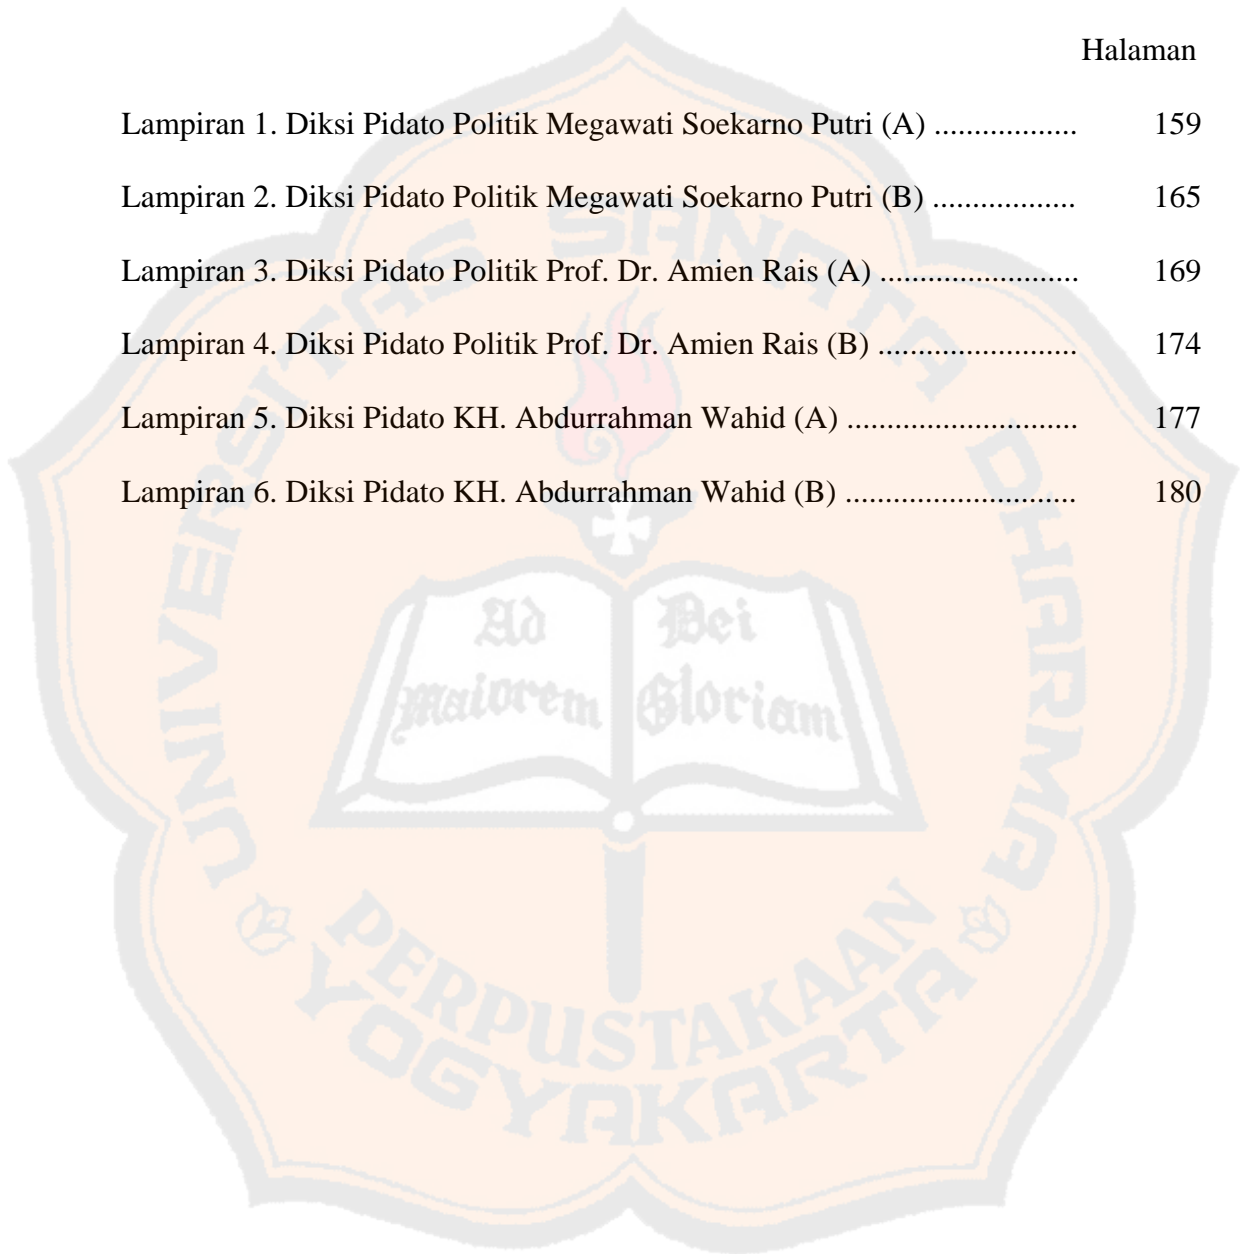 Halaman
Lampiran 1. Diksi Pidato Politik Megawati Soekarno Putri (A) .................. 159
Lampiran 2. Diksi Pidato Politik Megawati Soekarno Putri (B) .................. 165
Lampiran 3. Diksi Pidato Politik Prof. Dr. Amien Rais (A) ......................... 169
Lampiran 4. Diksi Pidato Politik Prof. Dr. Amien Rais (B) ......................... 174
Lampiran 5. Diksi Pidato KH. Abdurrahman Wahid (A) ............................. 177
Lampiran 6. Diksi Pidato KH. Abdurrahman Wahid (B) ............................. 180
UNIVERSITAS SANATA DHARMA
Ad Dei
maiorem Gloriam
PERPUSTAKAAN
YOGYAKARTA